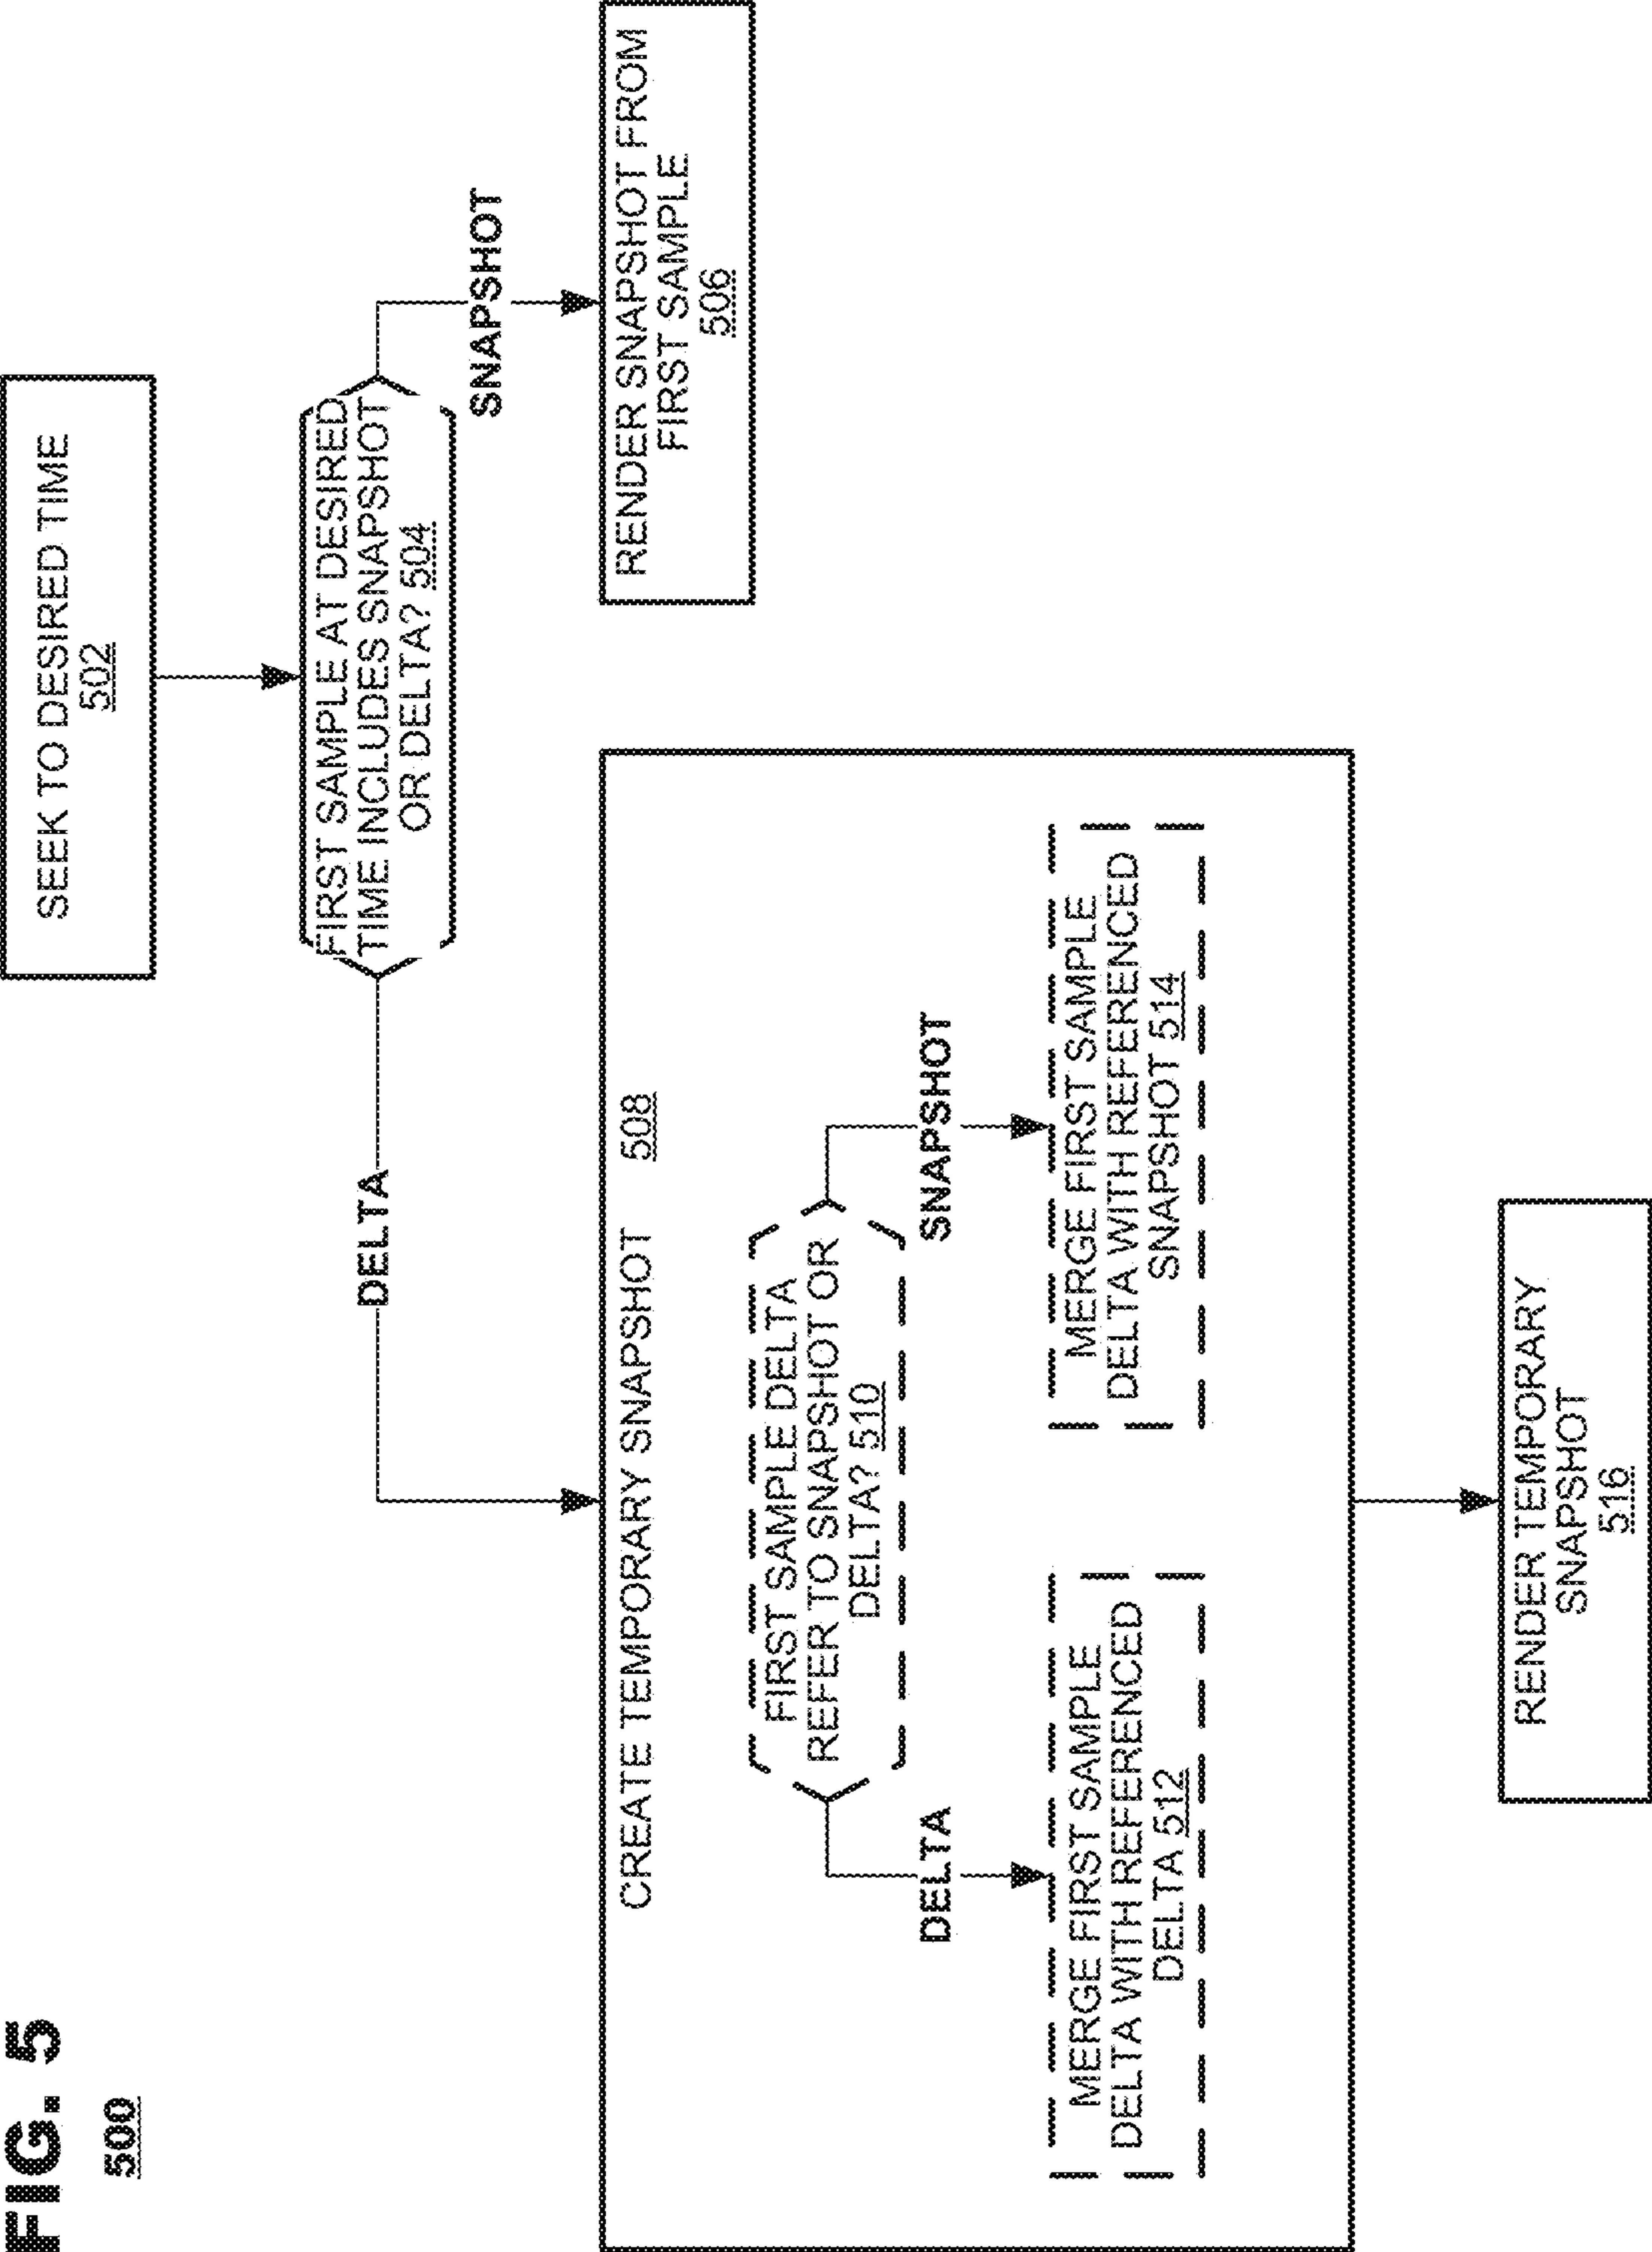 FIG. 5
500
SEEK TO DESIRED TIME
502
FIRST SAMPLE AT DESIRED
TIME INCLUDES SNAPSHOT
OR DELTA? 504
DELTA
SNAPSHOT
RENDER SNAPSHOT FROM
FIRST SAMPLE
506
CREATE TEMPORARY SNAPSHOT 508
FIRST SAMPLE DELTA
REFER TO SNAPSHOT OR
DELTA? 510
DELTA
SNAPSHOT
MERGE FIRST SAMPLE
DELTA WITH REFERENCED
DELTA 512
MERGE FIRST SAMPLE
DELTA WITH REFERENCED
SNAPSHOT 514
RENDER TEMPORARY
SNAPSHOT
516